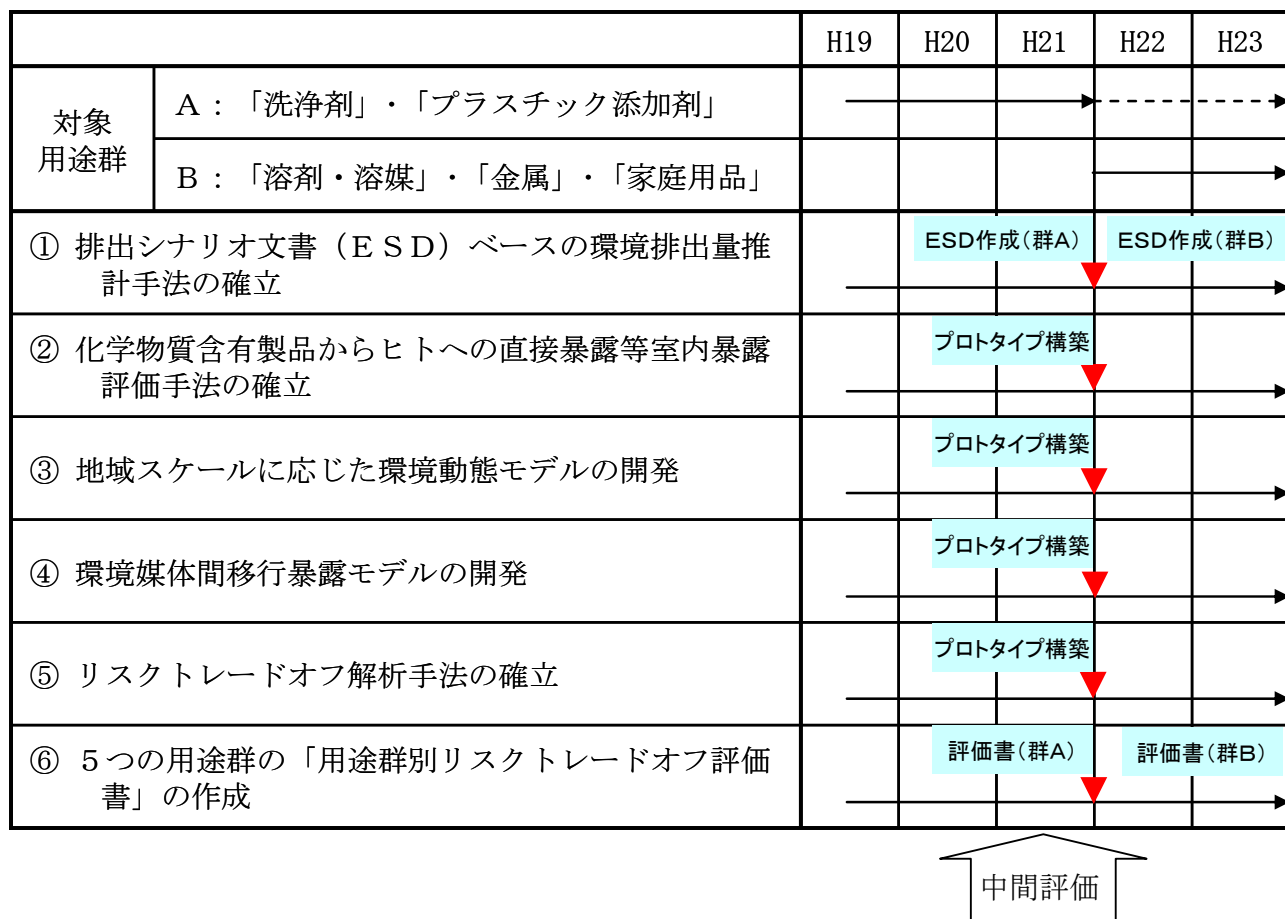 H19 H20 H21 H22 H23
対象
用途群
A：「洗浄剤」・「プラスチック添加剤」
B：「溶剤・溶媒」・「金属」・「家庭用品」
① 排出シナリオ文書（ＥＳＤ）ベースの環境排出量推
計手法の確立
ESD作成(群A) ESD作成(群B)
② 化学物質含有製品からヒトへの直接暴露等室内暴露
評価手法の確立
プロトタイプ構築
③ 地域スケールに応じた環境動態モデルの開発
プロトタイプ構築
④ 環境媒体間移行暴露モデルの開発
プロトタイプ構築
⑤ リスクトレードオフ解析手法の確立
プロトタイプ構築
⑥ ５つの用途群の「用途群別リスクトレードオフ評価
書」の作成
評価書(群A) 評価書(群B)
中間評価